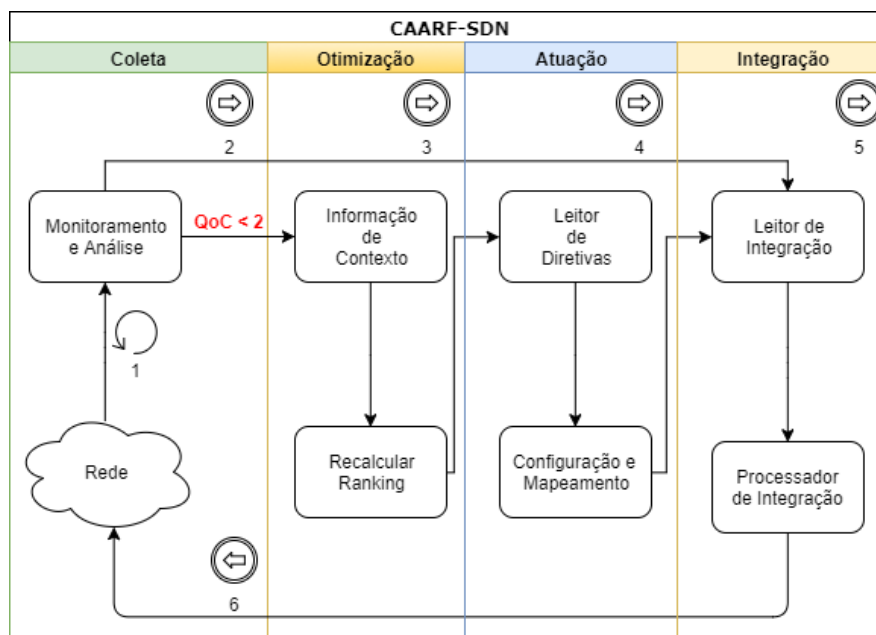 CAARF-SDN
Coleta
Otimização
Atuação
Integração
2
3
4
5
Monitoramento
e Análise
QoC < 2
Informação
de
Contexto
Leitor
de
Diretivas
Leitor de
Integração
1
Rede
Recalcular
Ranking
Configuração e
Mapeamento
Processador
de Integração
6